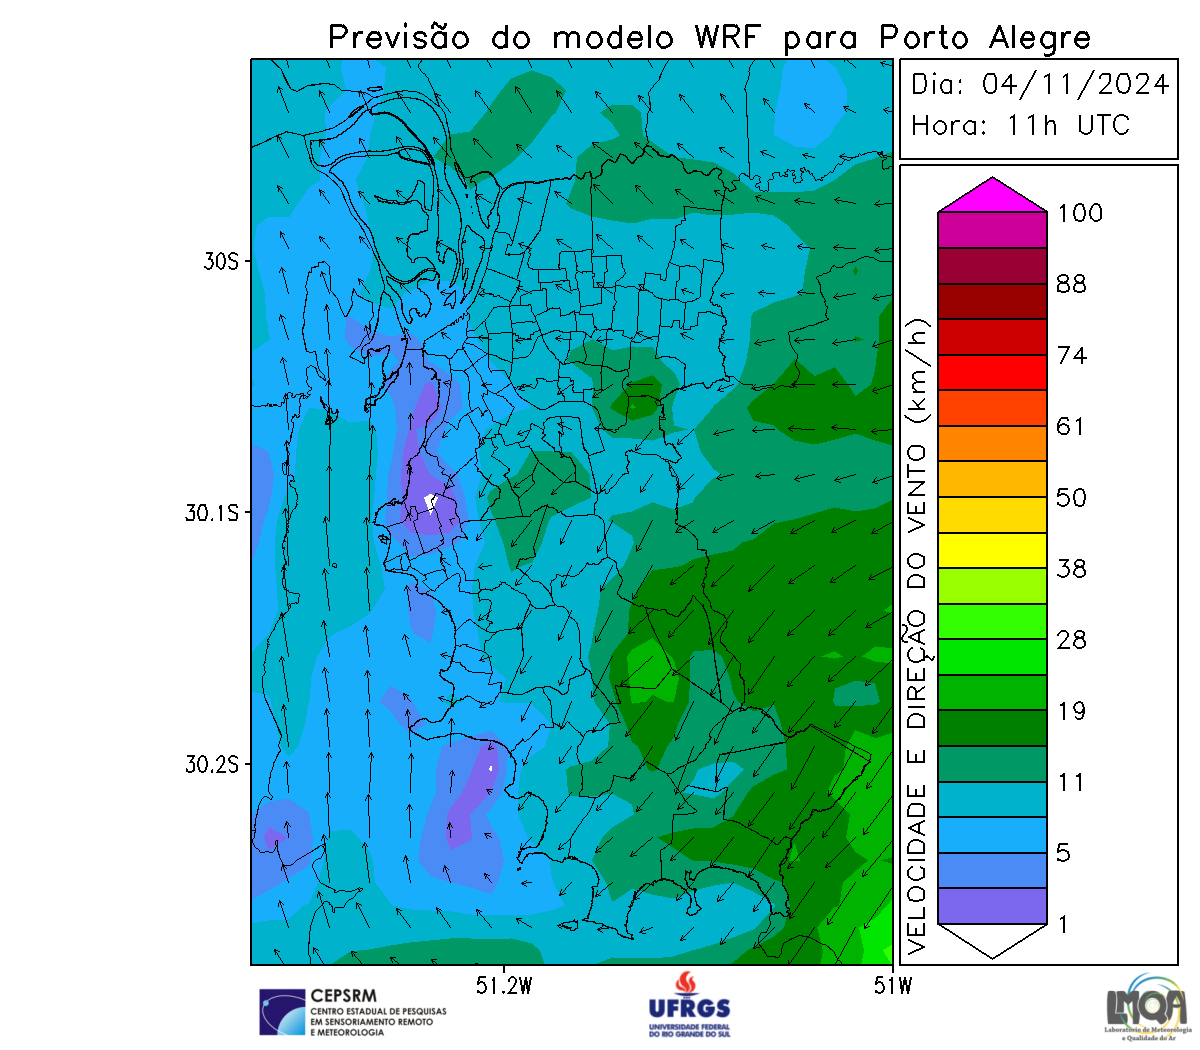 Previsão do modelo WRF para Porto Alegre
Dia: 04/11/2024
Hora: 11h UTC
30S
30.1S
30.2S
51.2W
51W
VELOCIDADE E DIREÇÃO DO VENTO (km/h)
100
88
74
61
50
38
28
19
11
5
1
CEPSRM
CENTRO ESTADUAL DE PESQUISAS
EM SENSORIAMENTO REMOTO
E METEOROLOGIA
UFRGS
UNIVERSIDADE FEDERAL
DO RIO GRANDE DO SUL
LMQA
Laboratório de Meteorologia
e Qualidade do Ar